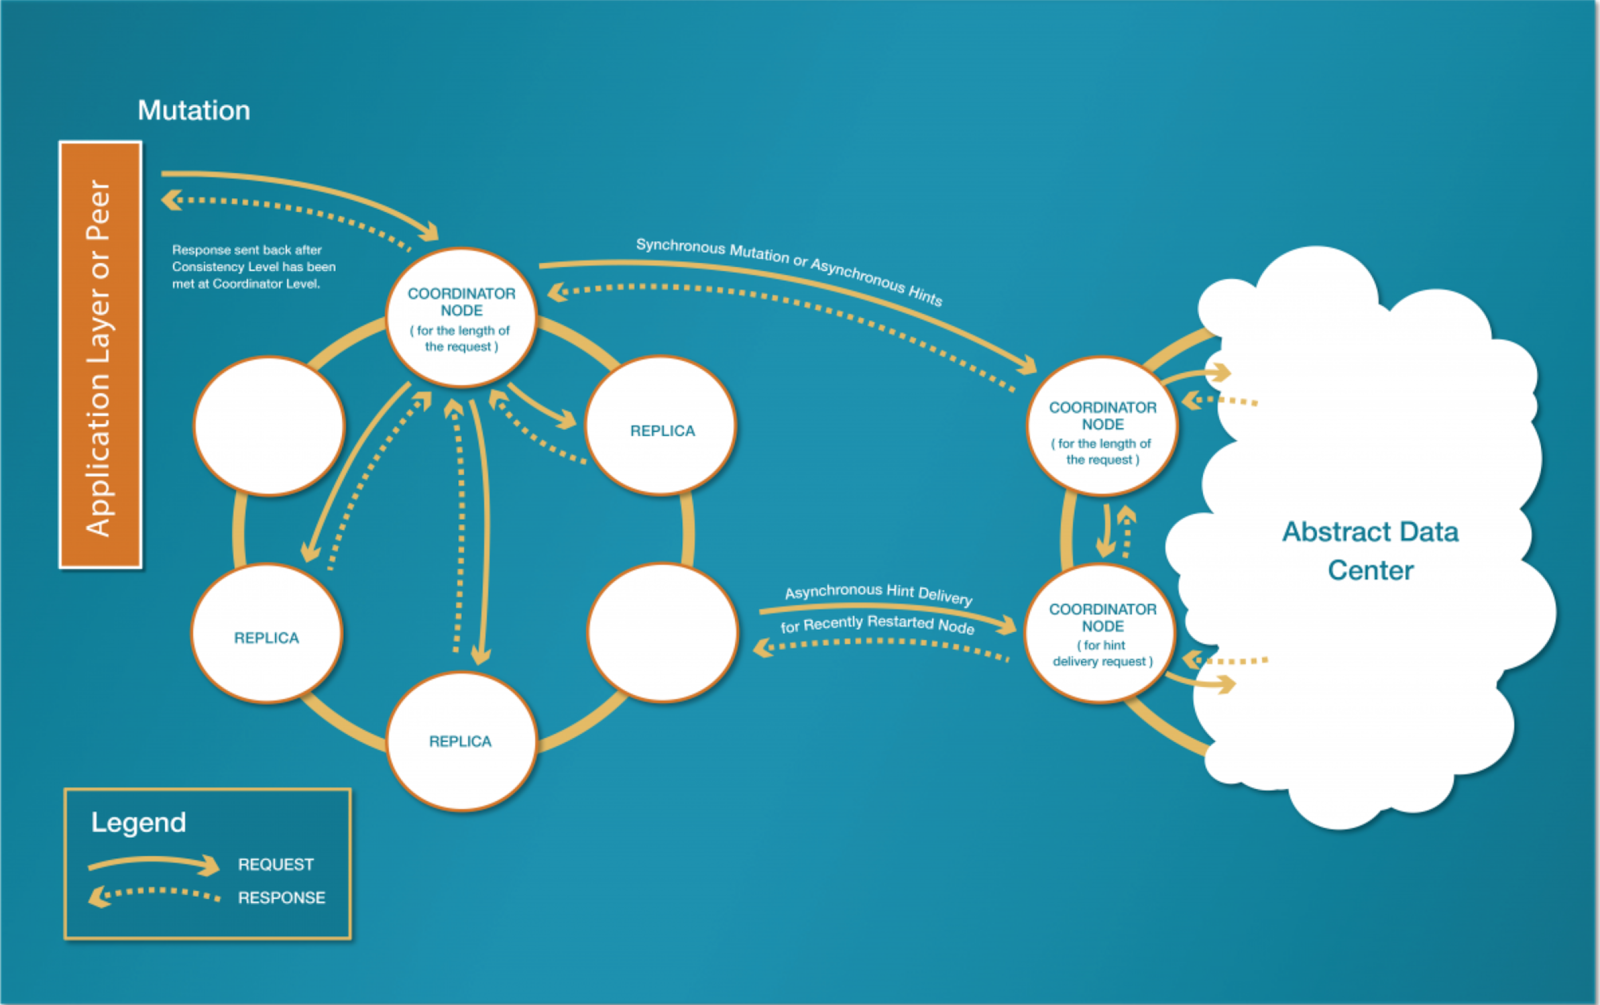 Mutation
Application Layer or Peer
Response sent back after
Consistency Level has been
met at Coordinator Level.
COORDINATOR
NODE
( for the length of
the request )
Synchronous Mutation or Asynchronous Hints
REPLICA
REPLICA
REPLICA
COORDINATOR
NODE
( for the length of
the request )
Asynchronous Hint Delivery
for Recently Restarted Node
COORDINATOR
NODE
( for hint
delivery request )
Abstract Data
Center
Legend
REQUEST
RESPONSE